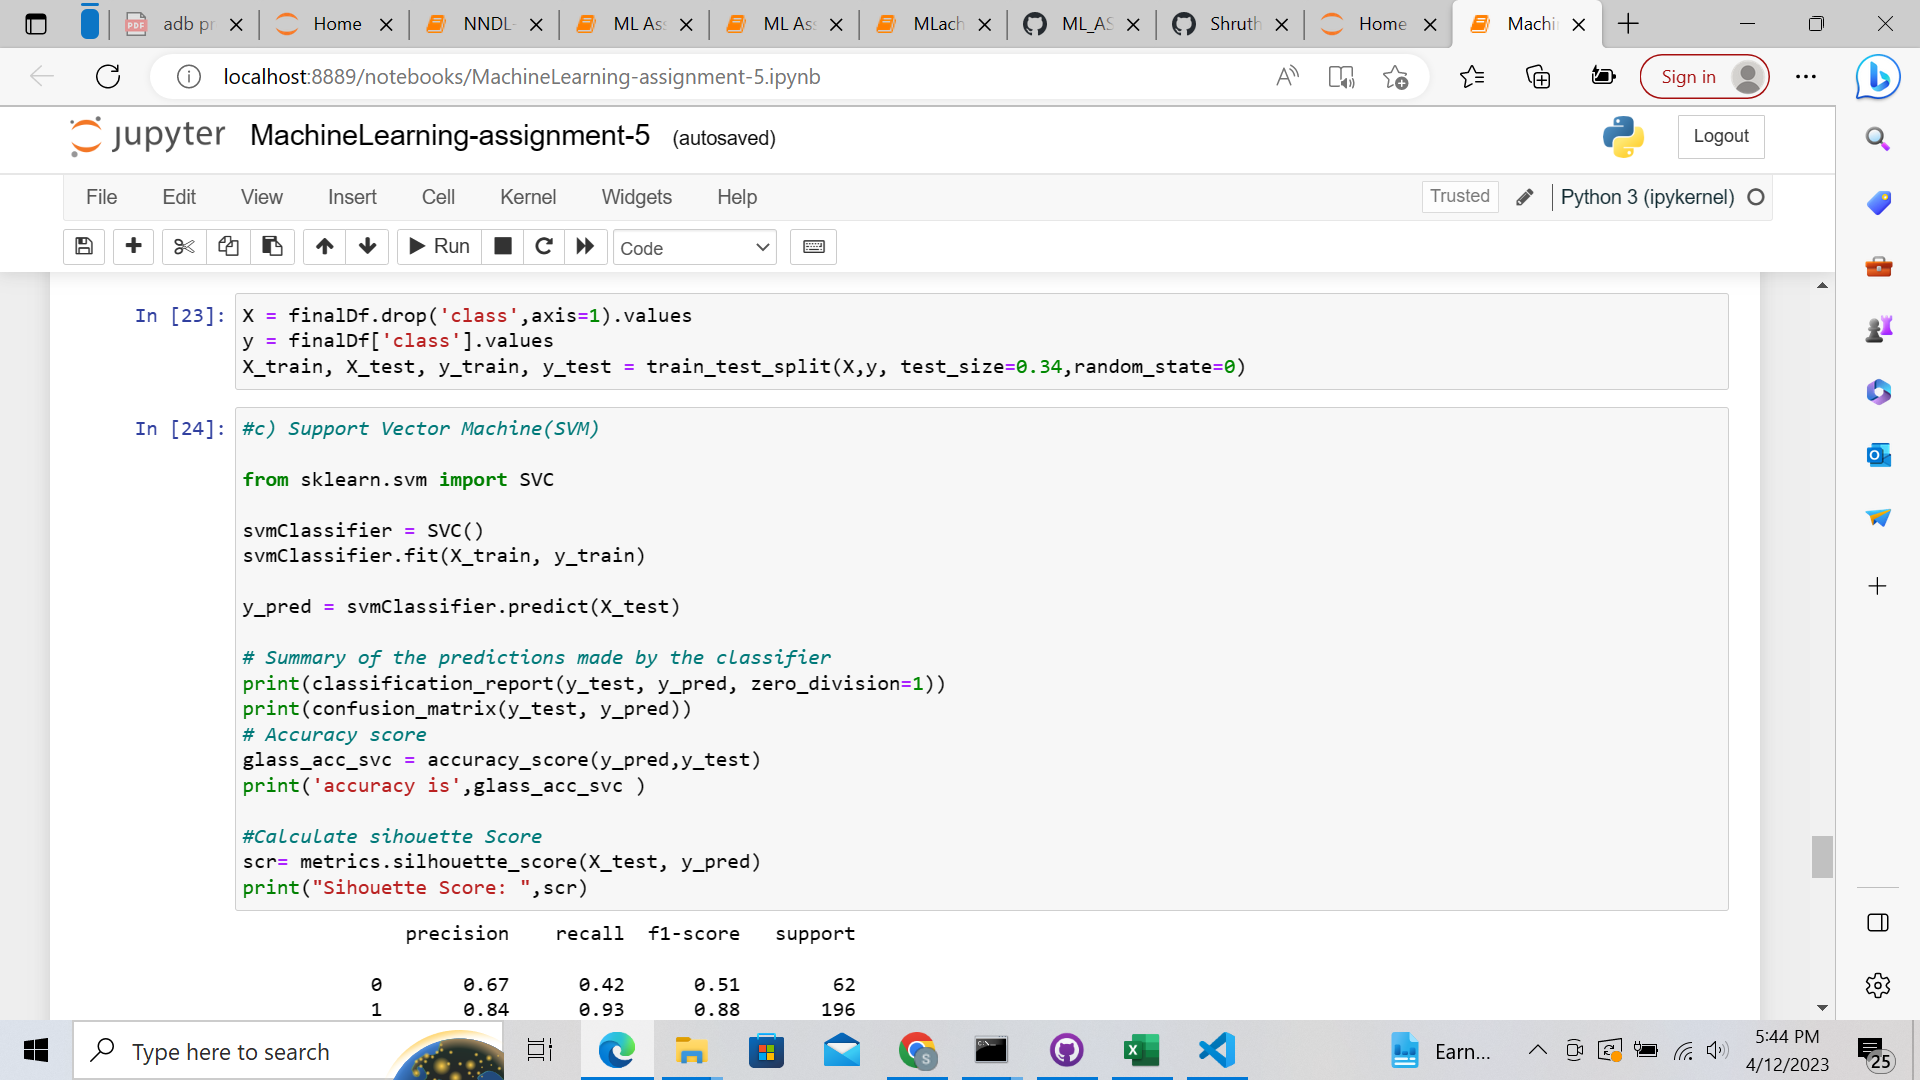 adb pr
Home
NNDL-
ML Ass
ML Ass
MLach
ML_AS
Shruth
Home
Machin
localhost:8889/notebooks/MachineLearning-assignment-5.ipynb
Sign in
jupyter MachineLearning-assignment-5 (autosaved)
Logout
File Edit View Insert Cell Kernel Widgets Help
Trusted
Python 3 (ipykernel)
Run
Code
In [23]:
X = finalDf.drop('class',axis=1).values
y = finalDf['class'].values
X_train, X_test, y_train, y_test = train_test_split(X,y, test_size=0.34,random_state=0)
In [24]:
#c) Support Vector Machine(SVM)
from sklearn.svm import SVC
svmClassifier = SVC()
svmClassifier.fit(X_train, y_train)
y_pred = svmClassifier.predict(X_test)
# Summary of the predictions made by the classifier
print(classification_report(y_test, y_pred, zero_division=1))
print(confusion_matrix(y_test, y_pred))
# Accuracy score
glass_acc_svc = accuracy_score(y_pred,y_test)
print('accuracy is',glass_acc_svc )
#Calculate sihouette Score
scr= metrics.silhouette_score(X_test, y_pred)
print("Sihouette Score: ",scr)
precision recall f1-score support
0 0.67 0.42 0.51 62
1 0.84 0.93 0.88 196
Type here to search
Earn...
5:44 PM
4/12/2023
25